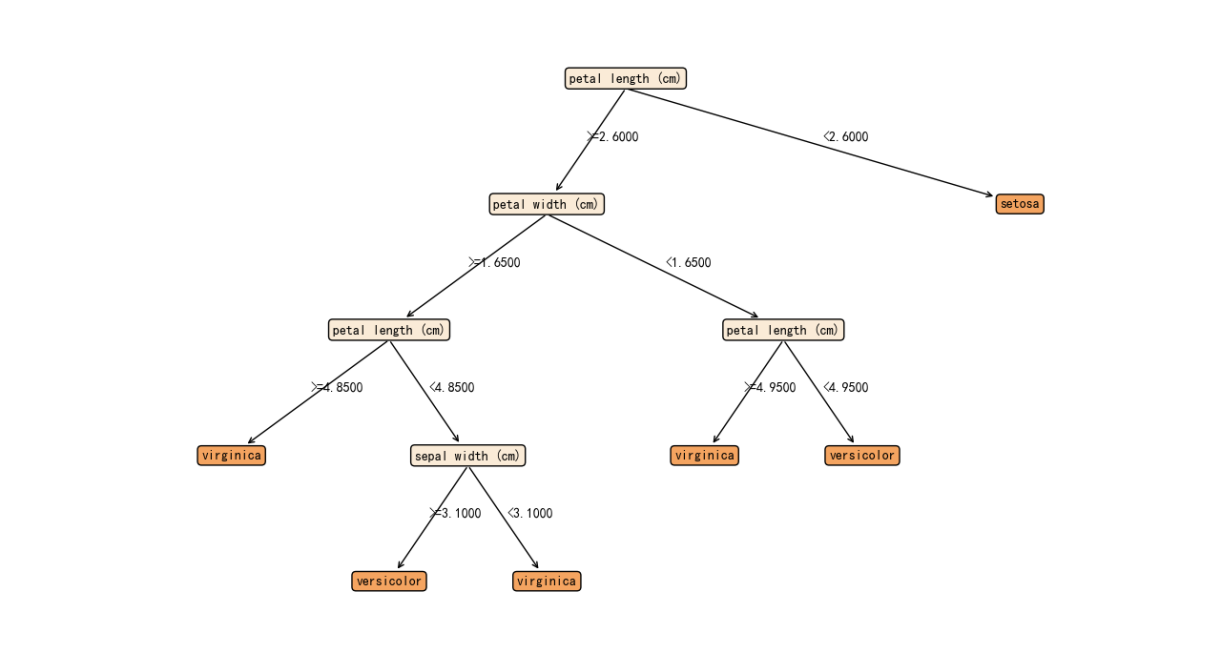 petal length (cm)
>=2.6000
<2.6000
petal width (cm)
setosa
>=1.6500
<1.6500
petal length (cm)
petal length (cm)
>=4.8500
<4.8500
>=4.9500
<4.9500
virginica
sepal width (cm)
virginica
versicolor
>=3.1000
<3.1000
versicolor
virginica